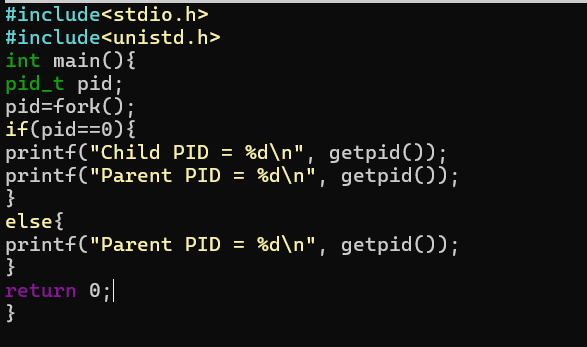 #include<stdio.h>
#include<unistd.h>
int main(){
pid_t pid;
pid=fork();
if(pid==0){
printf("Child PID = %d\n", getpid());
printf("Parent PID = %d\n", getpid());
}
else{
printf("Parent PID = %d\n", getpid());
}
return 0;
}